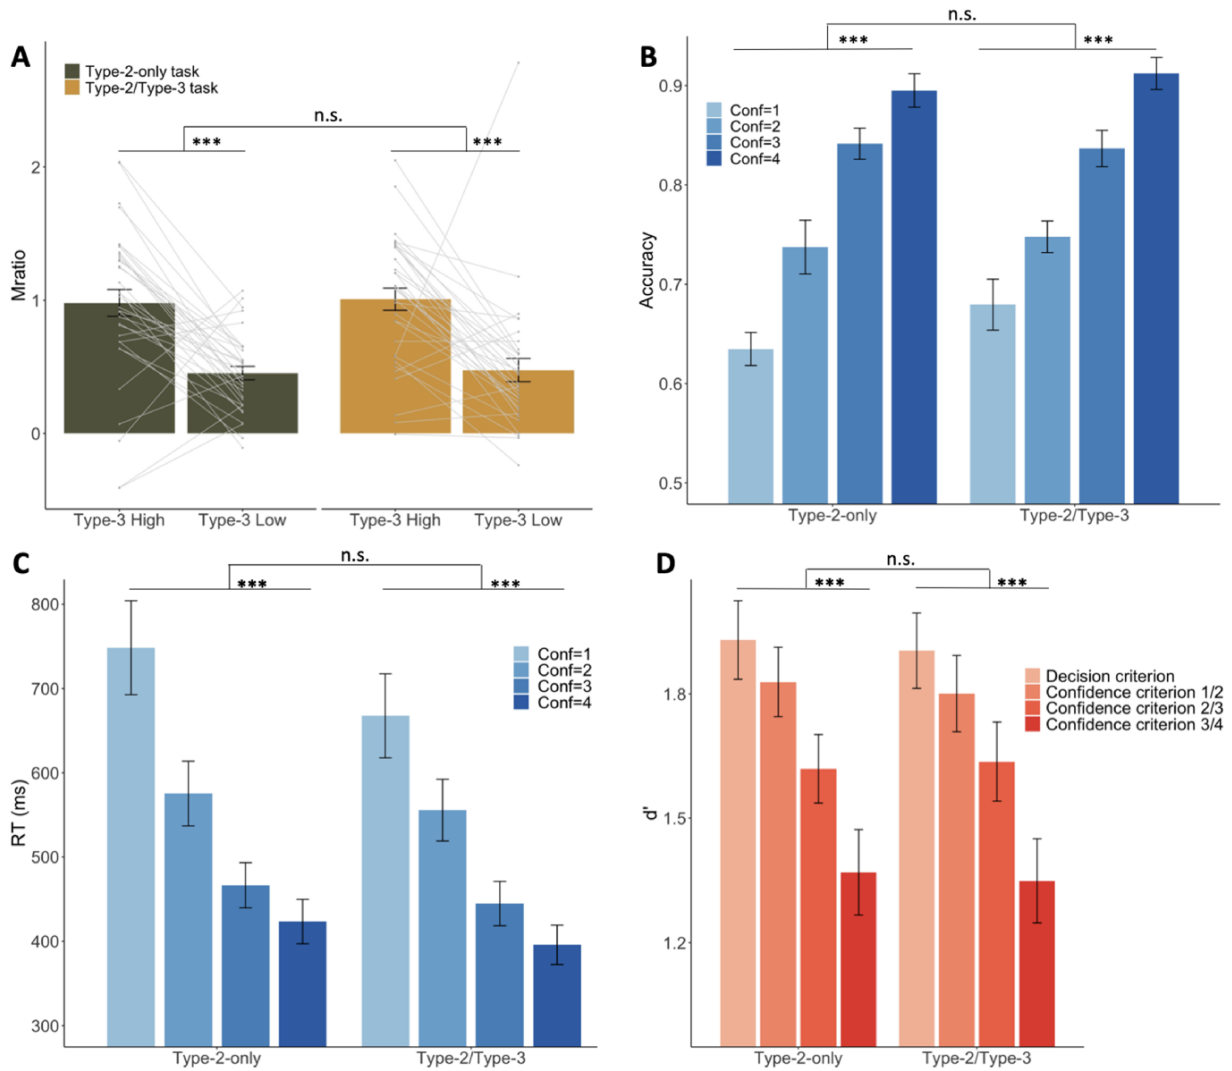 A
Type-2-only task
Type-2/Type-3 task
n.s.
***
***
2
1
0
Mratio
Type-3 High
Type-3 Low
Type-3 High
Type-3 Low
B
n.s.
***
***
Conf=1
Conf=2
Conf=3
Conf=4
0.9
0.8
0.7
0.6
0.5
Accuracy
Type-2-only
Type-2/Type-3
C
n.s.
***
***
Conf=1
Conf=2
Conf=3
Conf=4
800
700
600
500
400
300
RT (ms)
Type-2-only
Type-2/Type-3
D
n.s.
***
***
Decision criterion
Confidence criterion 1/2
Confidence criterion 2/3
Confidence criterion 3/4
1.8
1.5
1.2
d'
Type-2-only
Type-2/Type-3